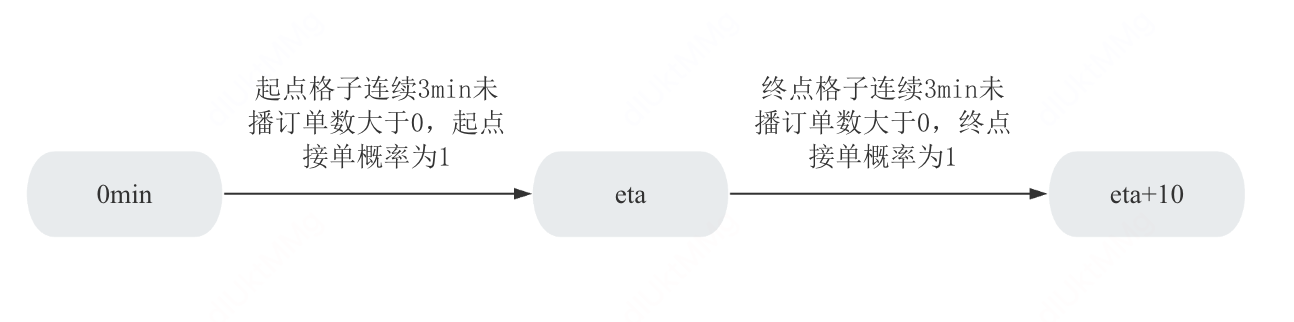 起点格子连续3min未
播订单数大于0，起点
接单概率为1
终点格子连续3min未
播订单数大于0，终点
接单概率为1
0min
eta
eta+10